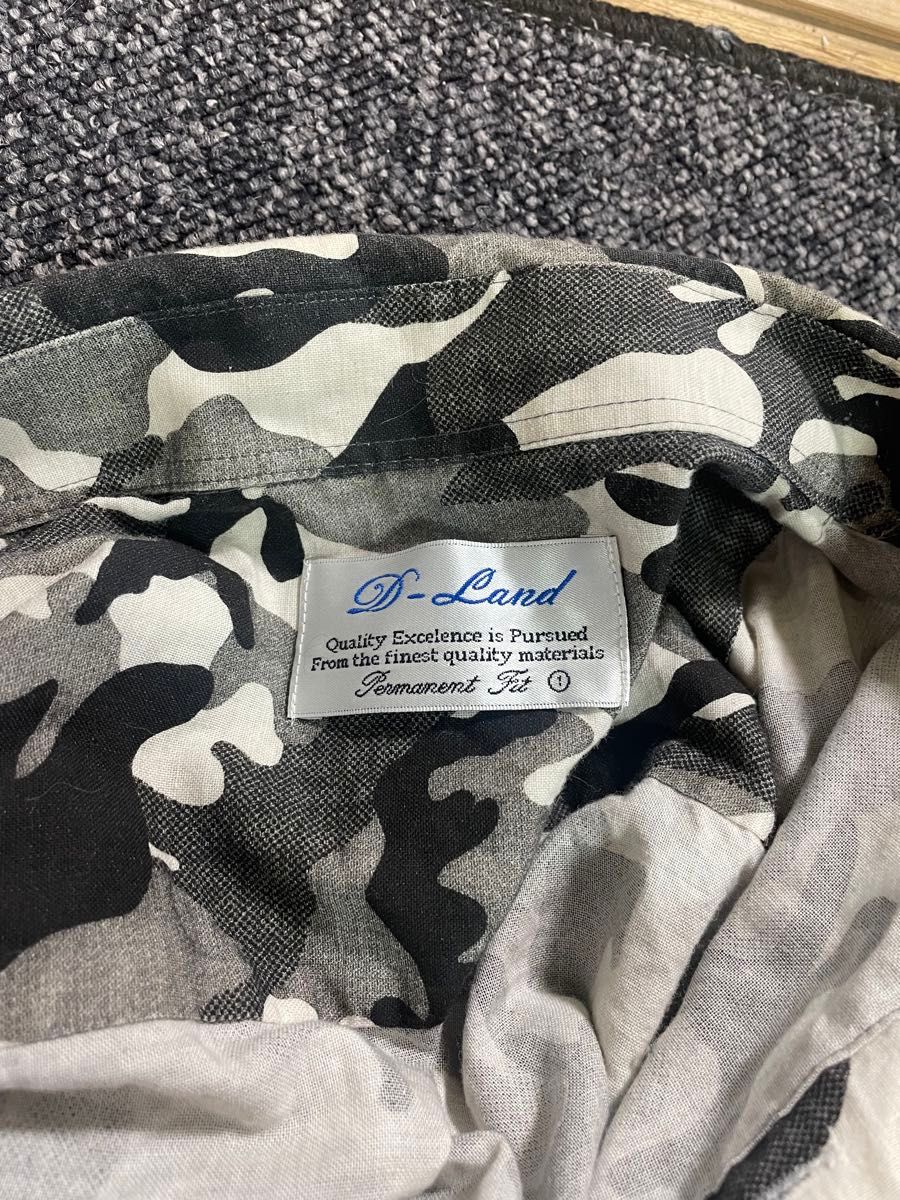 D-Land
Quality Excelence is Pursued
From the finest quality materials
Permanent Fit 1